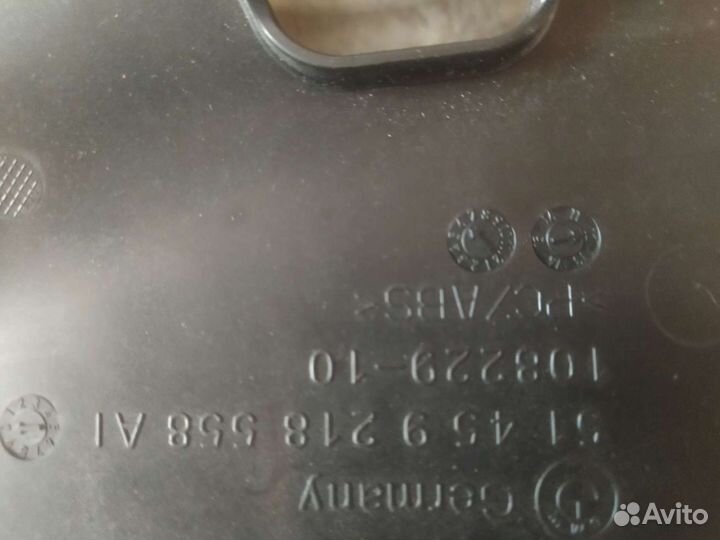 Germany
51 45 9 218 558 AI
108229-10
>PC/ABS<
Avito